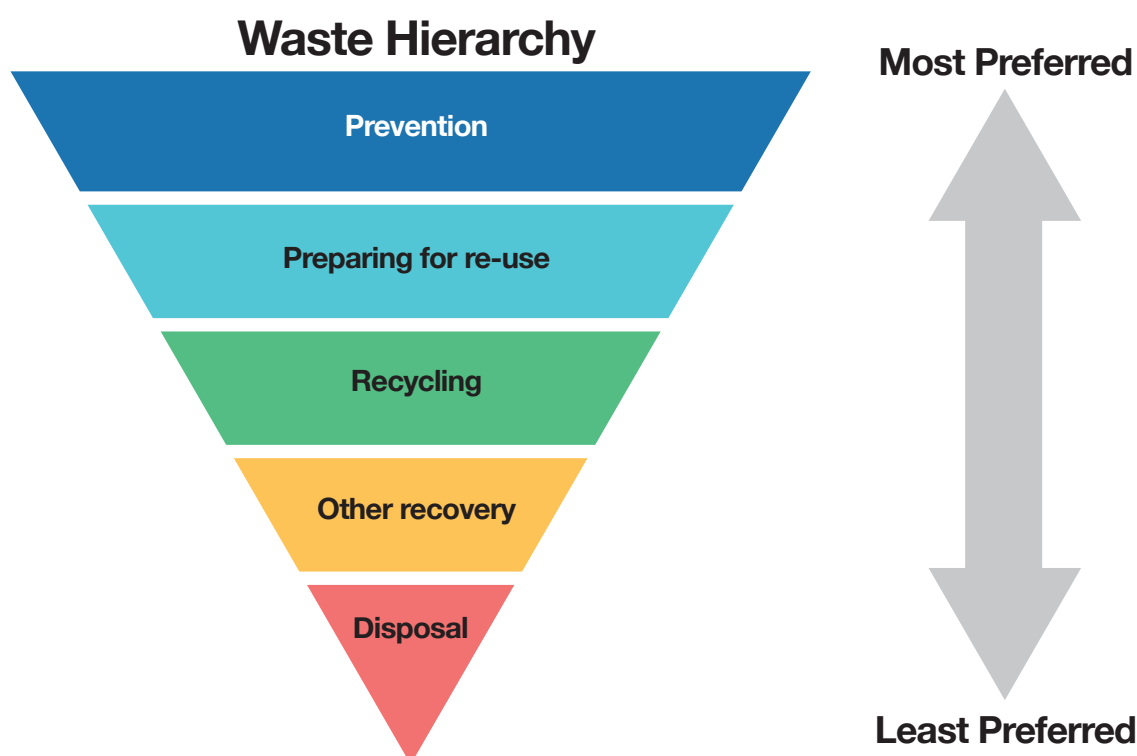 Waste Hierarchy
Most Preferred
Prevention
Preparing for re-use
Recycling
Other recovery
Disposal
Least Preferred